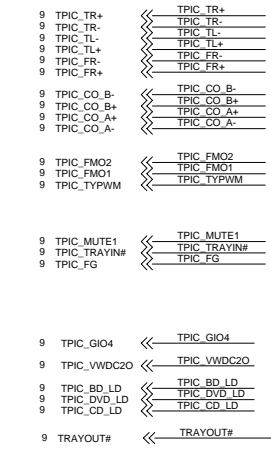 9 TPIC_TR+ TPIC_TR+
9 TPIC_TR- TPIC_TR-
9 TPIC_TL- TPIC_TL-
9 TPIC_TL+ TPIC_TL+
9 TPIC_FR- TPIC_FR-
9 TPIC_FR+ TPIC_FR+
9 TPIC_CO_B- TPIC_CO_B-
9 TPIC_CO_B+ TPIC_CO_B+
9 TPIC_CO_A+ TPIC_CO_A+
9 TPIC_CO_A- TPIC_CO_A-
9 TPIC_FMO2 TPIC_FMO2
9 TPIC_FMO1 TPIC_FMO1
9 TPIC_TYPWM TPIC_TYPWM
9 TPIC_MUTE1 TPIC_MUTE1
9 TPIC_TRAYIN# TPIC_TRAYIN#
9 TPIC_FG TPIC_FG
9 TPIC_GIO4 TPIC_GIO4
9 TPIC_VWDC2O TPIC_VWDC2O
9 TPIC_BD_LD TPIC_BD_LD
9 TPIC_DVD_LD TPIC_DVD_LD
9 TPIC_CD_LD TPIC_CD_LD
9 TRAYOUT# TRAYOUT#